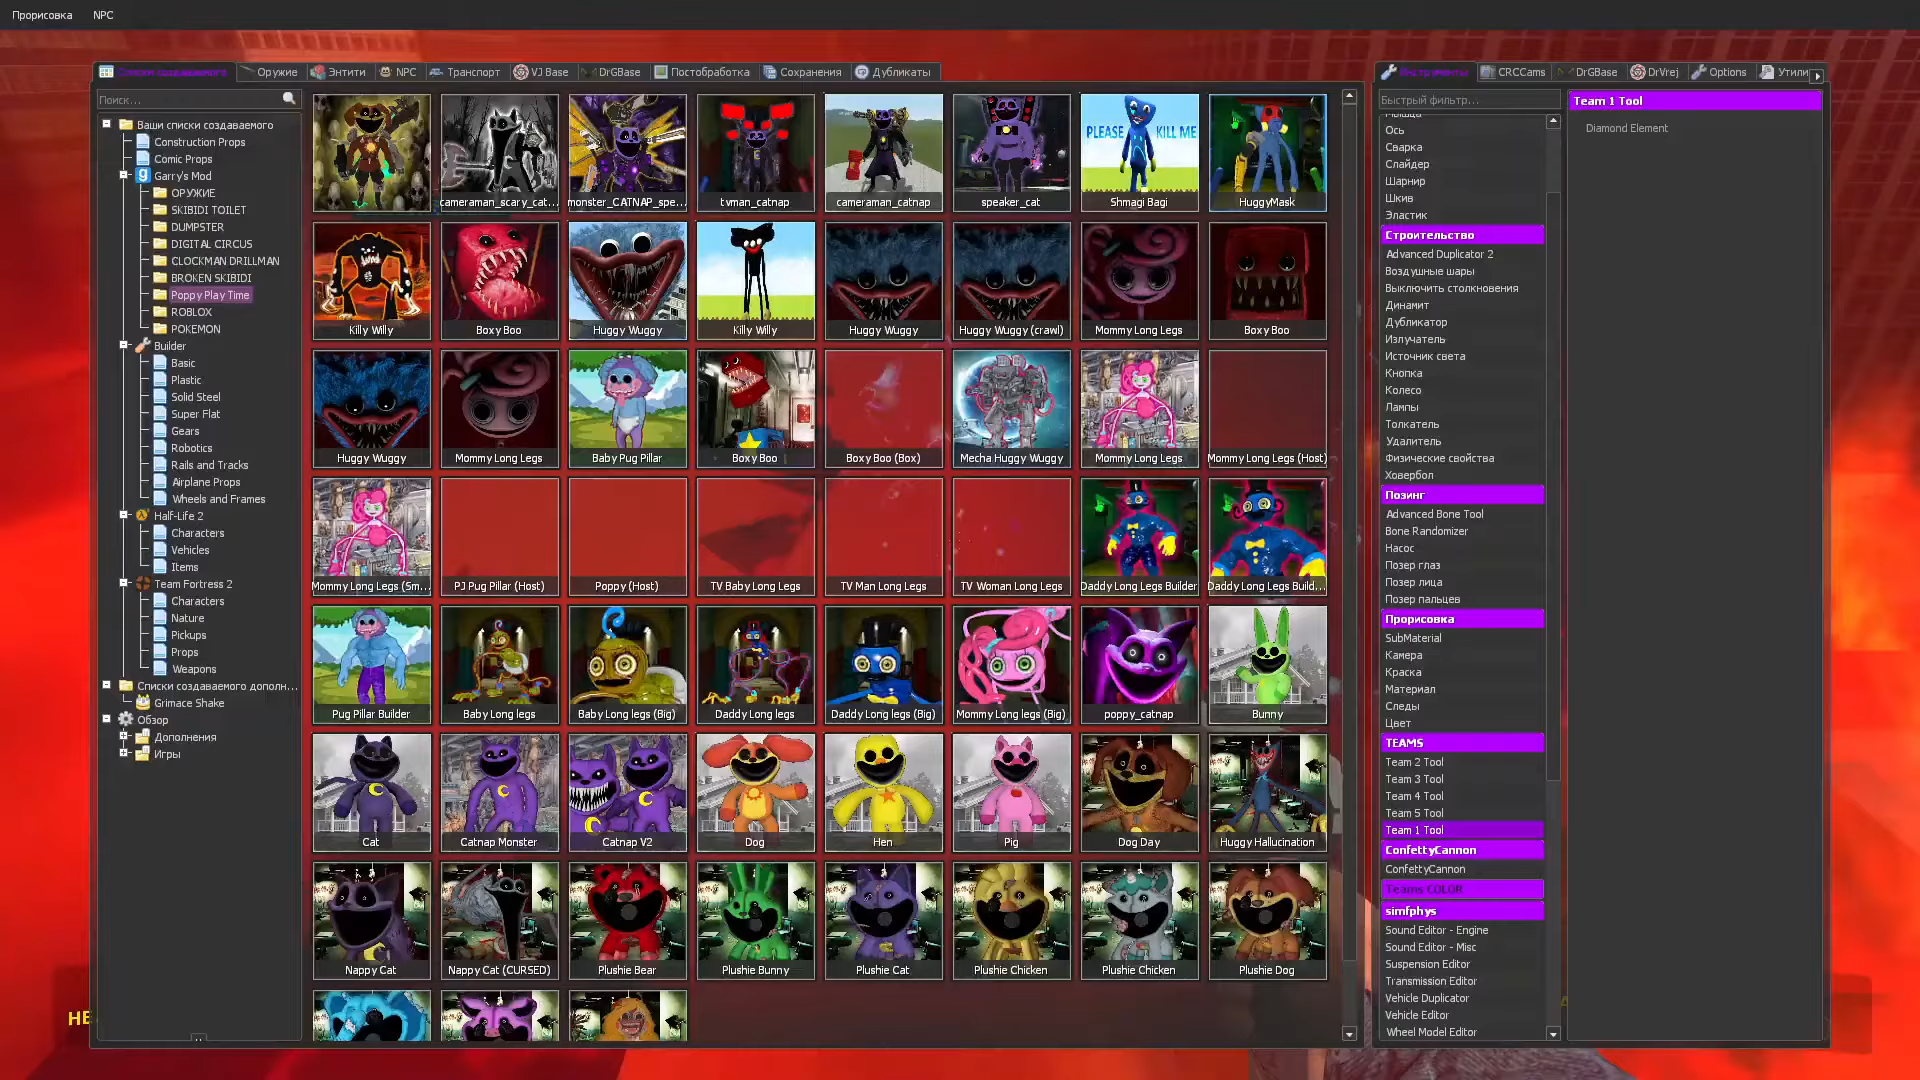 Прорисовка NPC
Списки создаваемого Оружие Энтити NPC Транспорт VJ Base DrGBase Постобработка Сохранения Дубликаты
Поиск...
Ваши списки создаваемого
Construction Props
Comic Props
Garry's Mod
ОРУЖИЕ
SKIBIDI TOILET
DUMPSTER
DIGITAL CIRCUS
CLOCKMAN DRILLMAN
BROKEN SKIBIDI
Poppy Play Time
ROBLOX
POKEMON
Builder
Basic
Plastic
Solid Steel
Super Flat
Gears
Robotics
Rails and Tracks
Airplane Props
Wheels and Frames
Half-Life 2
Characters
Vehicles
Items
Team Fortress 2
Characters
Nature
Pickups
Props
Weapons
Списки создаваемого дополн...
Grimace Shake
Обзор
Дополнения
Игры
PLEASE KILL ME
cameraman_scary_cat... monster_CATNAP_spe... tvman_catnap cameraman_catnap speaker_cat Shmagi Bagi HuggyMask
Killy Willy Boxy Boo Huggy Wuggy Killy Willy Huggy Wuggy Huggy Wuggy (crawl) Mommy Long Legs Boxy Boo
Huggy Wuggy Mommy Long Legs Baby Pug Pillar Boxy Boo Boxy Boo (Box) Mecha Huggy Wuggy Mommy Long Legs Mommy Long Legs (Host)
Mommy Long Legs (Sm... PJ Pug Pillar (Host) Poppy (Host) TV Baby Long Legs TV Man Long Legs TV Woman Long Legs Daddy Long Legs Builder Daddy Long Legs Build...
Pug Pillar Builder Baby Long legs Baby Long legs (Big) Daddy Long legs Daddy Long legs (Big) Mommy Long legs (Big) poppy_catnap Bunny
Cat Catnap Monster Catnap V2 Dog Hen Pig Dog Day Huggy Hallucination
Nappy Cat Nappy Cat (CURSED) Plushie Bear Plushie Bunny Plushie Cat Plushie Chicken Plushie Chicken Plushie Dog
HE
Инструменты CRCCams DrGBase DrVrej Options Утили
Быстрый фильтр...
Ось
Сварка
Слайдер
Шарнир
Шкив
Эластик
Строительство
Advanced Duplicator 2
Воздушные шары
Выключить столкновения
Динамит
Дубликатор
Излучатель
Источник света
Кнопка
Колесо
Лампы
Толкатель
Удалитель
Физические свойства
Ховербол
Позинг
Advanced Bone Tool
Bone Randomizer
Насос
Позер глаз
Позер лица
Позер пальцев
Прорисовка
SubMaterial
Камера
Краска
Материал
Следы
Цвет
TEAMS
Team 2 Tool
Team 3 Tool
Team 4 Tool
Team 5 Tool
Team 1 Tool
ConfettyCannon
ConfettyCannon
Teams COLOR
simfphys
Sound Editor - Engine
Sound Editor - Misc
Suspension Editor
Transmission Editor
Vehicle Duplicator
Vehicle Editor
Wheel Model Editor
Team 1 Tool
Diamond Element